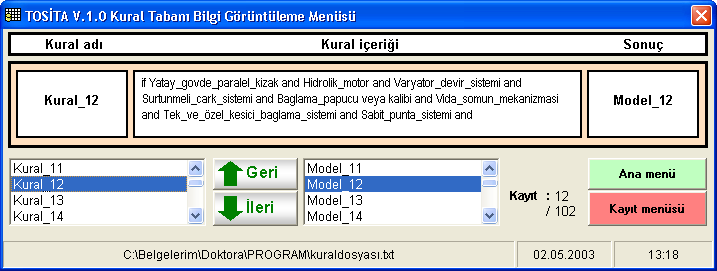 TOSİTA V.1.0 Kural Tabam Bilgi Görüntüleme Menüsü
Kural adı Kural içeriği Sonuç
if Yatay_govde_paralel_kizak and Hidrolik_motor and Varyator_devir_sistemi and
Kural_12 Surtunmeli_cark_sistemi and Baglama_papucu veya kalibi and Vida_somun_mekanizmasi Model_12
and Tek_ve_özel_kesici_baglama_sistemi and Sabit_punta_sistemi and
Kural_11 Geri Model_11 Ana menü
Kural_12 Model_12
Kural_13 İleri Model_13 Kayıt : 12 Kayıt menüsü
Kural_14 Model_14 / 102
C:\Belgelerim\Doktora\PROGRAM\kuraldosyası.txt 02.05.2003 13:18